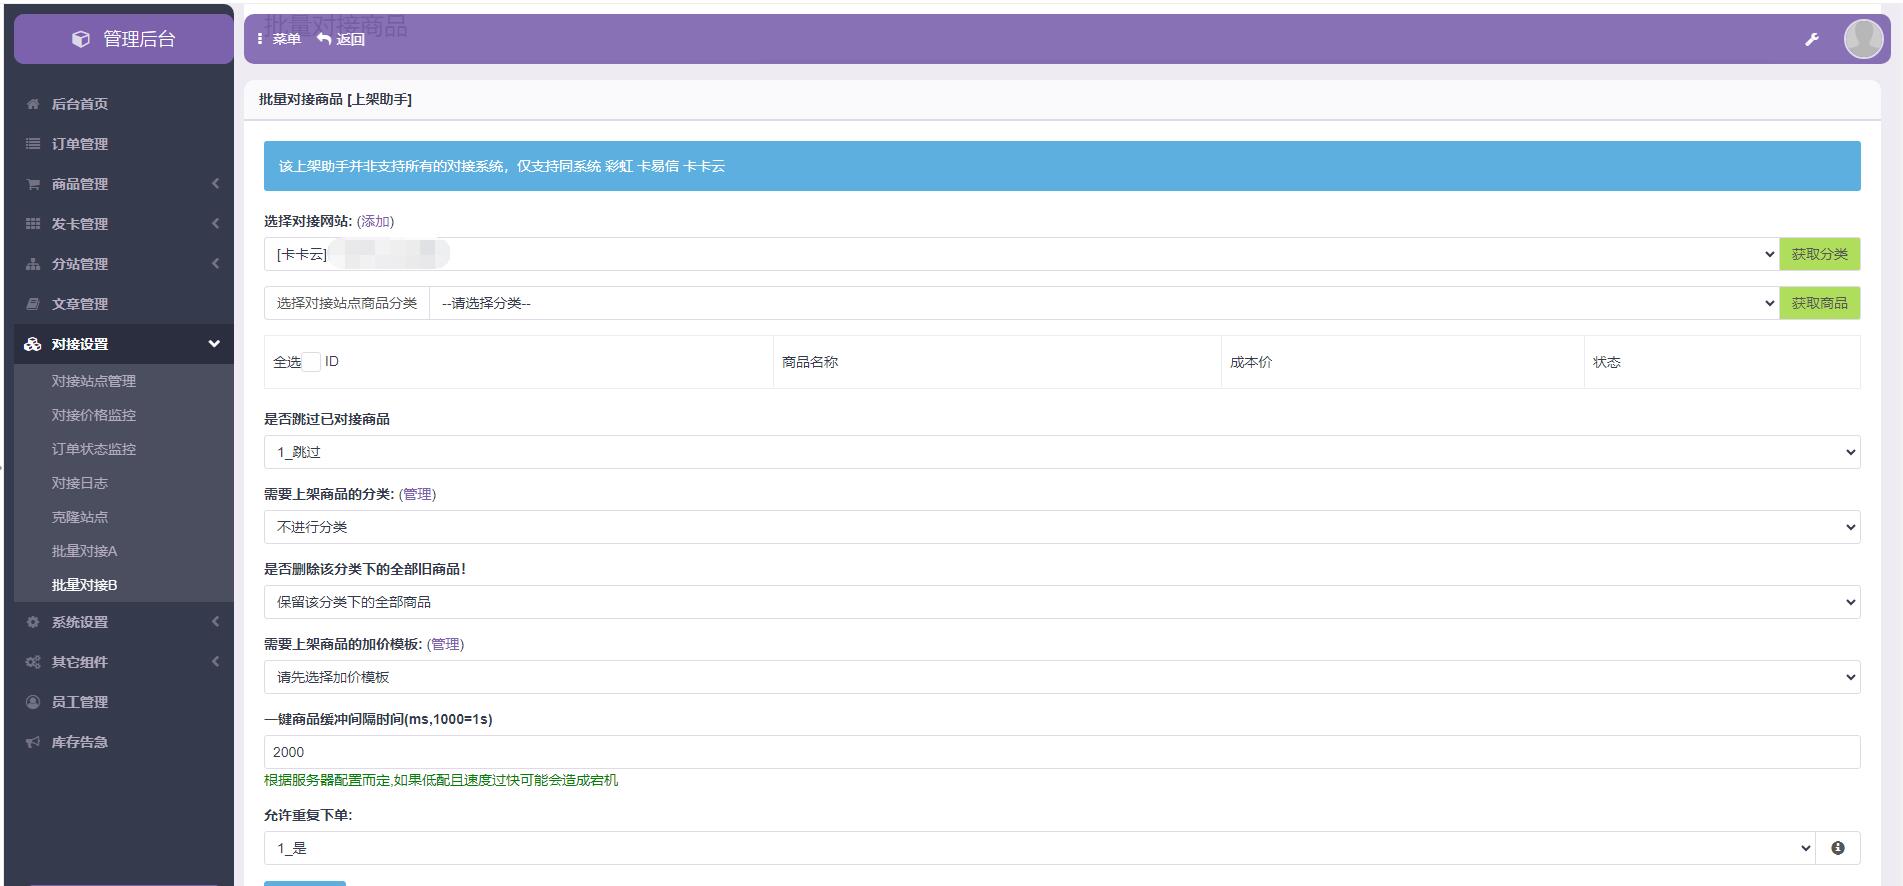 管理后台
批量对接商品
菜单 返回
后台首页
订单管理
商品管理
发卡管理
分站管理
文章管理
对接设置
对接站点管理
对接价格监控
订单状态监控
对接日志
克隆站点
批量对接A
批量对接B
系统设置
其它组件
员工管理
库存告急
批量对接商品 [上架助手]
该上架助手并非支持所有的对接系统，仅支持同系统 彩虹 卡易信 卡卡云
选择对接网站: (添加)
[卡卡云] 获取分类
选择对接站点商品分类 --请选择分类-- 获取商品
全选 ID 商品名称 成本价 状态
是否跳过已对接商品
1_跳过
需要上架商品的分类: (管理)
不进行分类
是否删除该分类下的全部旧商品！
保留该分类下的全部商品
需要上架商品的加价模板: (管理)
请先选择加价模板
一键商品缓冲间隔时间(ms,1000=1s)
2000
根据服务器配置而定,如果低配且速度过快可能会造成宕机
允许重复下单:
1_是